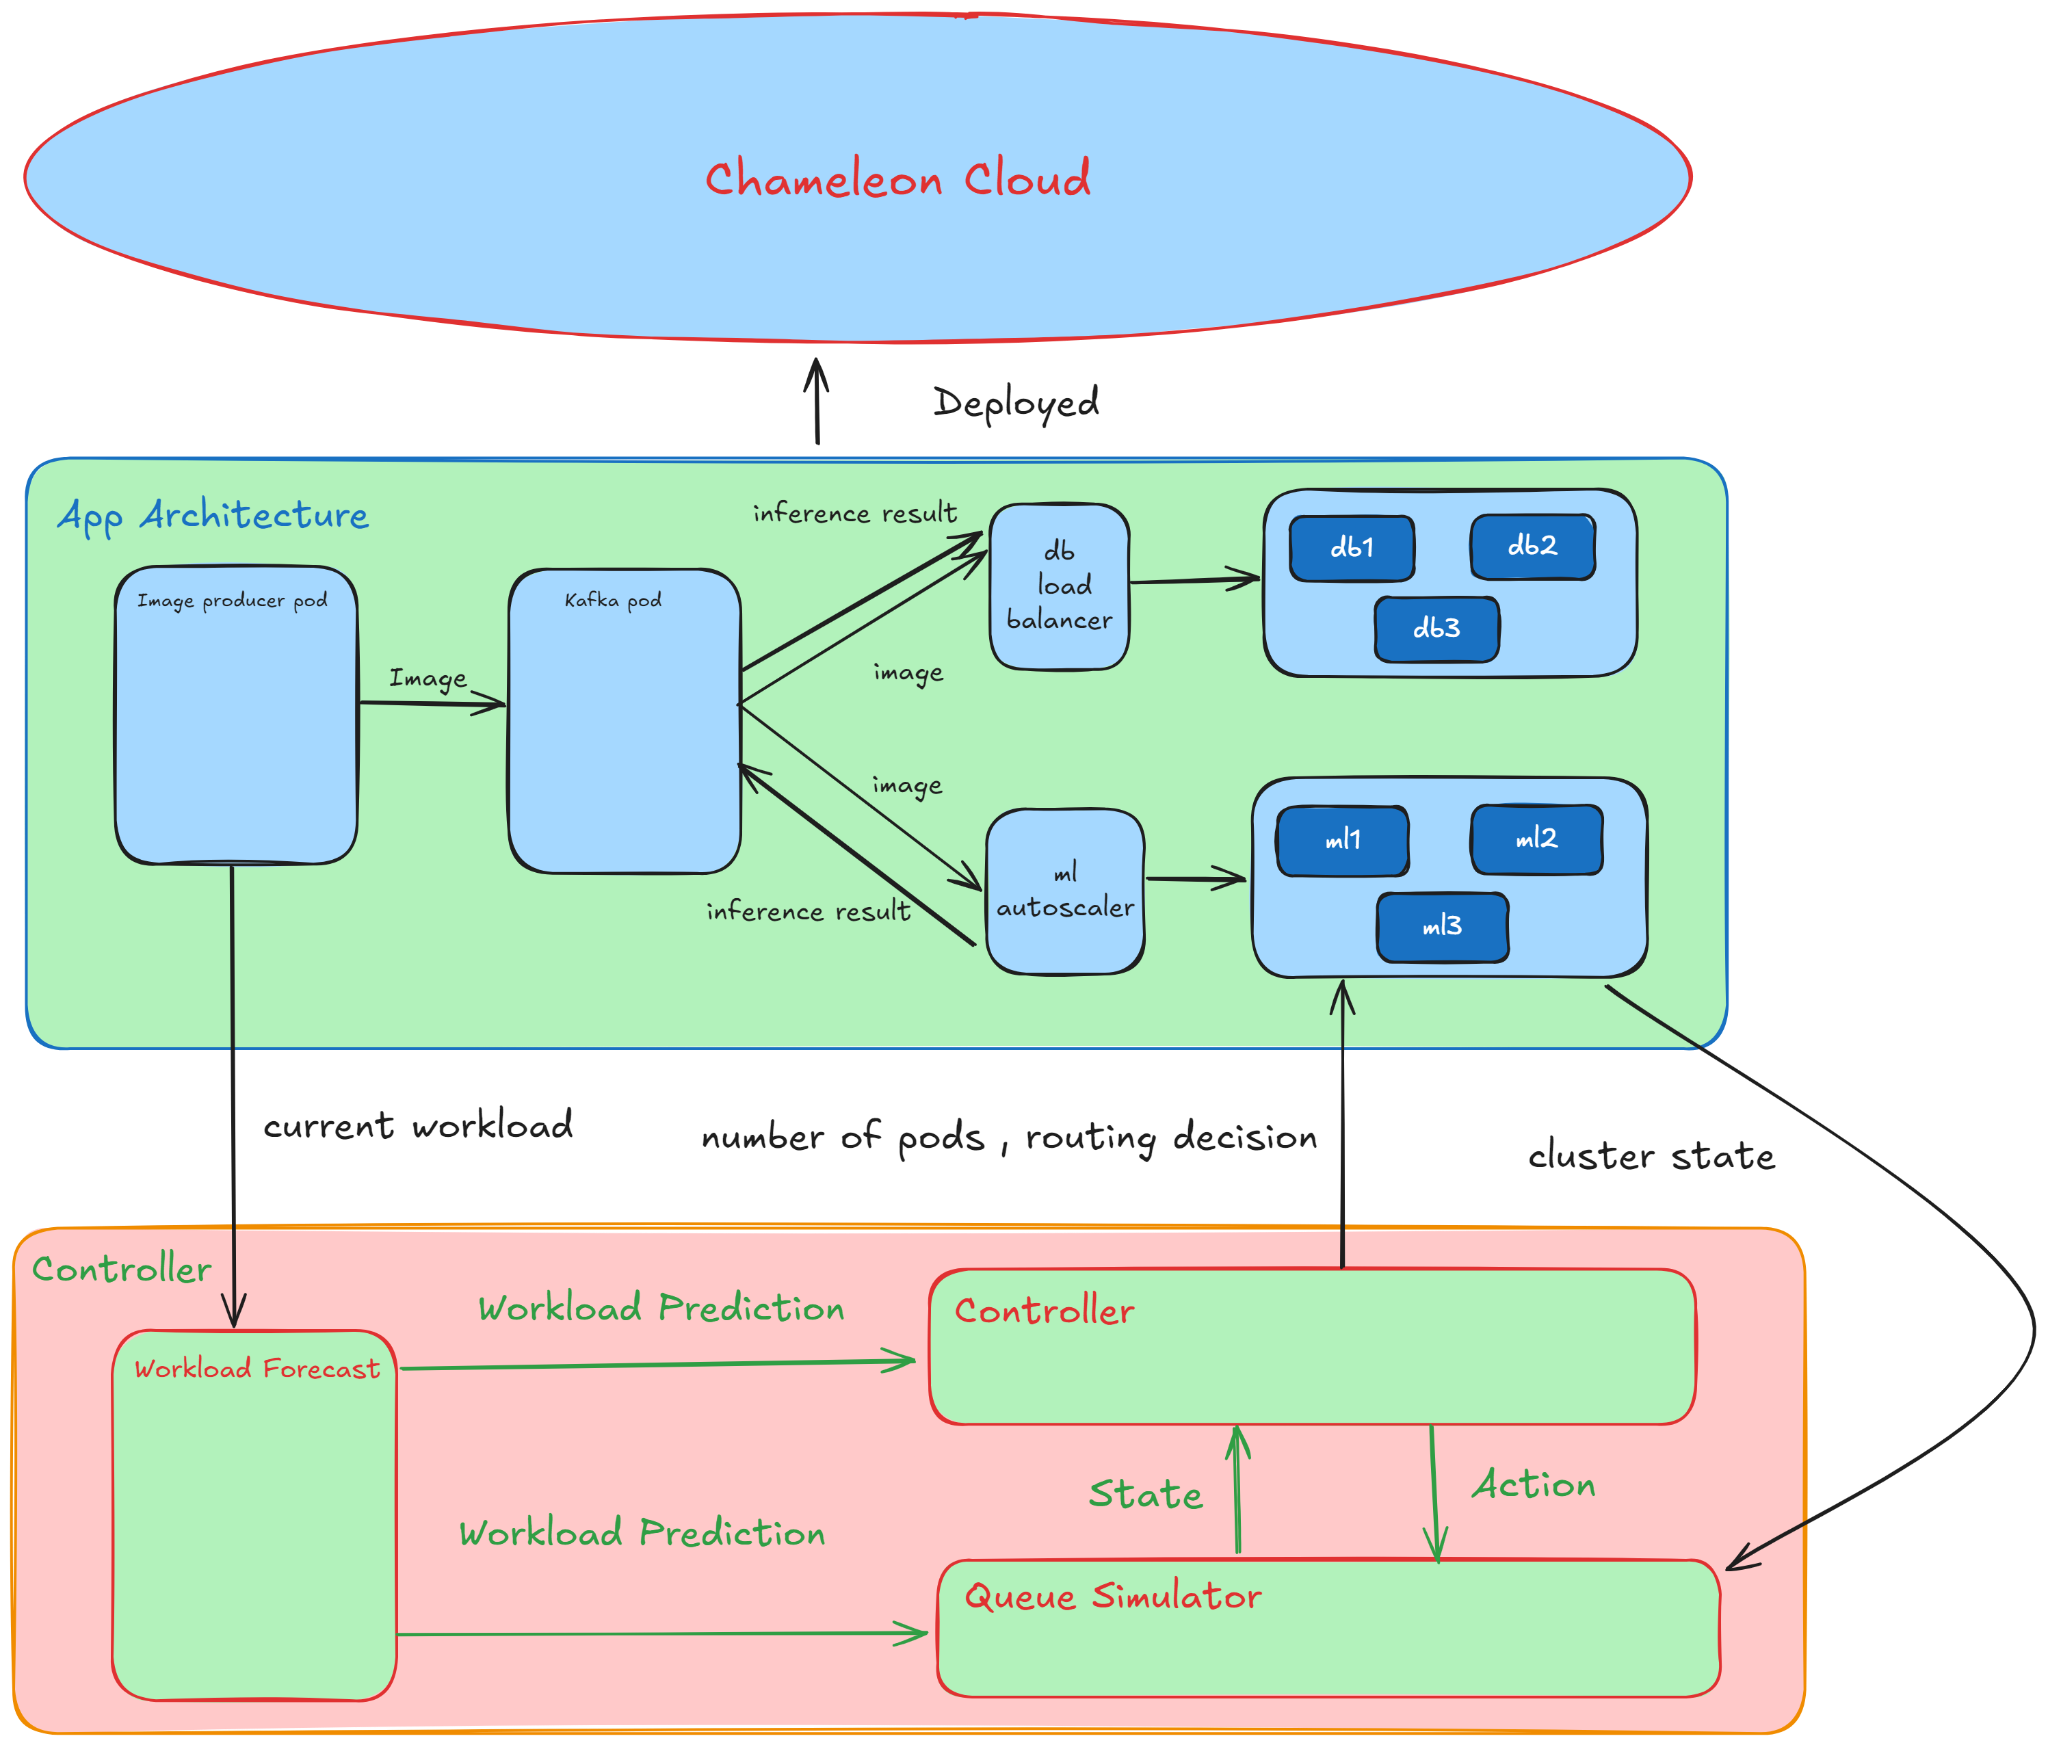 Chameleon Cloud
Deployed
App Architecture
inference result
db
load
balancer
db1
db2
db3
Image producer pod
Kafka pod
Image
image
image
ml
autoscaler
ml1
ml2
ml3
inference result
current workload
number of pods , routing decision
cluster state
Controller
Workload Prediction
Controller
Workload Forecast
State
Action
Workload Prediction
Queue Simulator